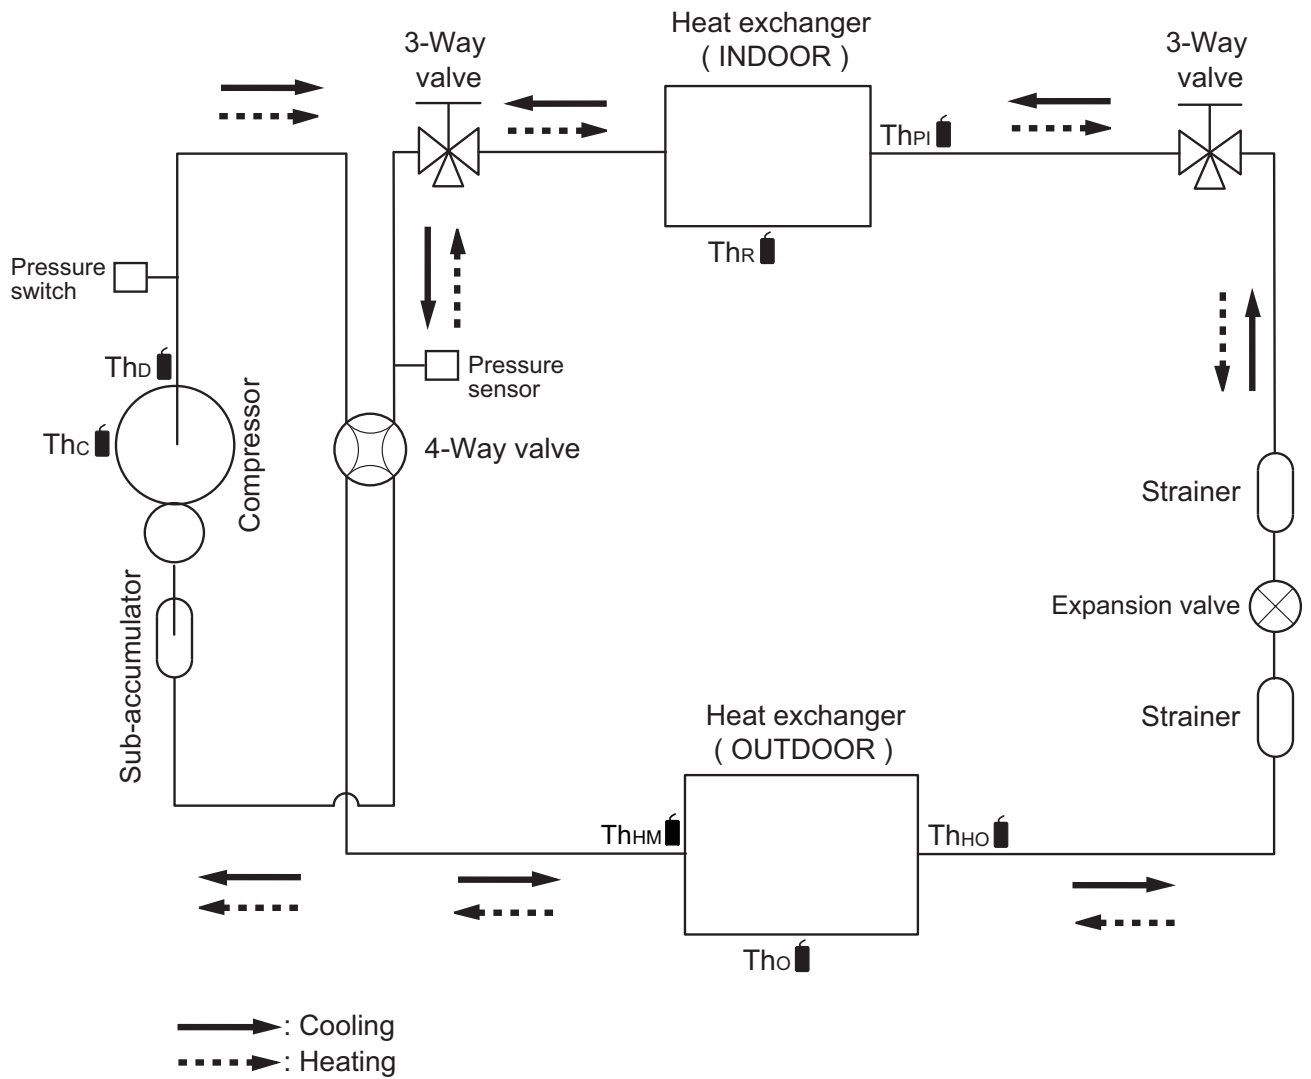 Heat exchanger
( INDOOR )
3-Way
valve
3-Way
valve
ThPI
ThR
Pressure
switch
ThD
Pressure
sensor
ThC
Compressor
4-Way valve
Strainer
Sub-accumulator
Expansion valve
Strainer
Heat exchanger
( OUTDOOR )
ThHM
ThHO
ThO
: Cooling
: Heating